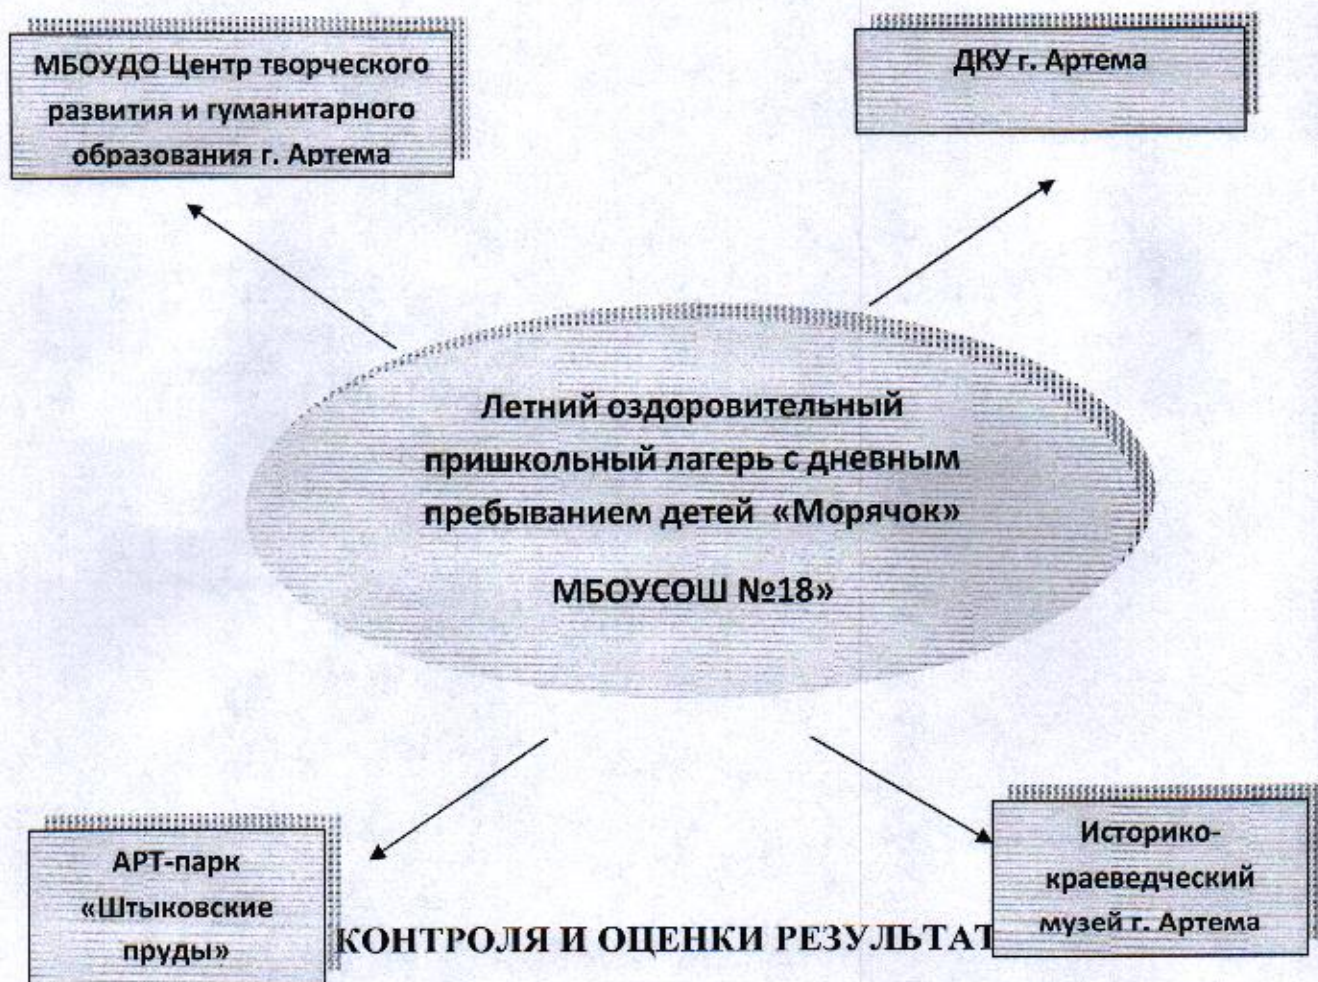 МБОУДО Центр творческого
развития и гуманитарного
образования г. Артема
ДКУ г. Артема
Летний оздоровительный
пришкольный лагерь с дневным
пребыванием детей «Морячок»
МБОУСОШ №18»
АРТ-парк
«Штыковские
пруды»
Историко-
краеведческий
музей г. Артема
КОНТРОЛЯ И ОЦЕНКИ РЕЗУЛЬТАТ